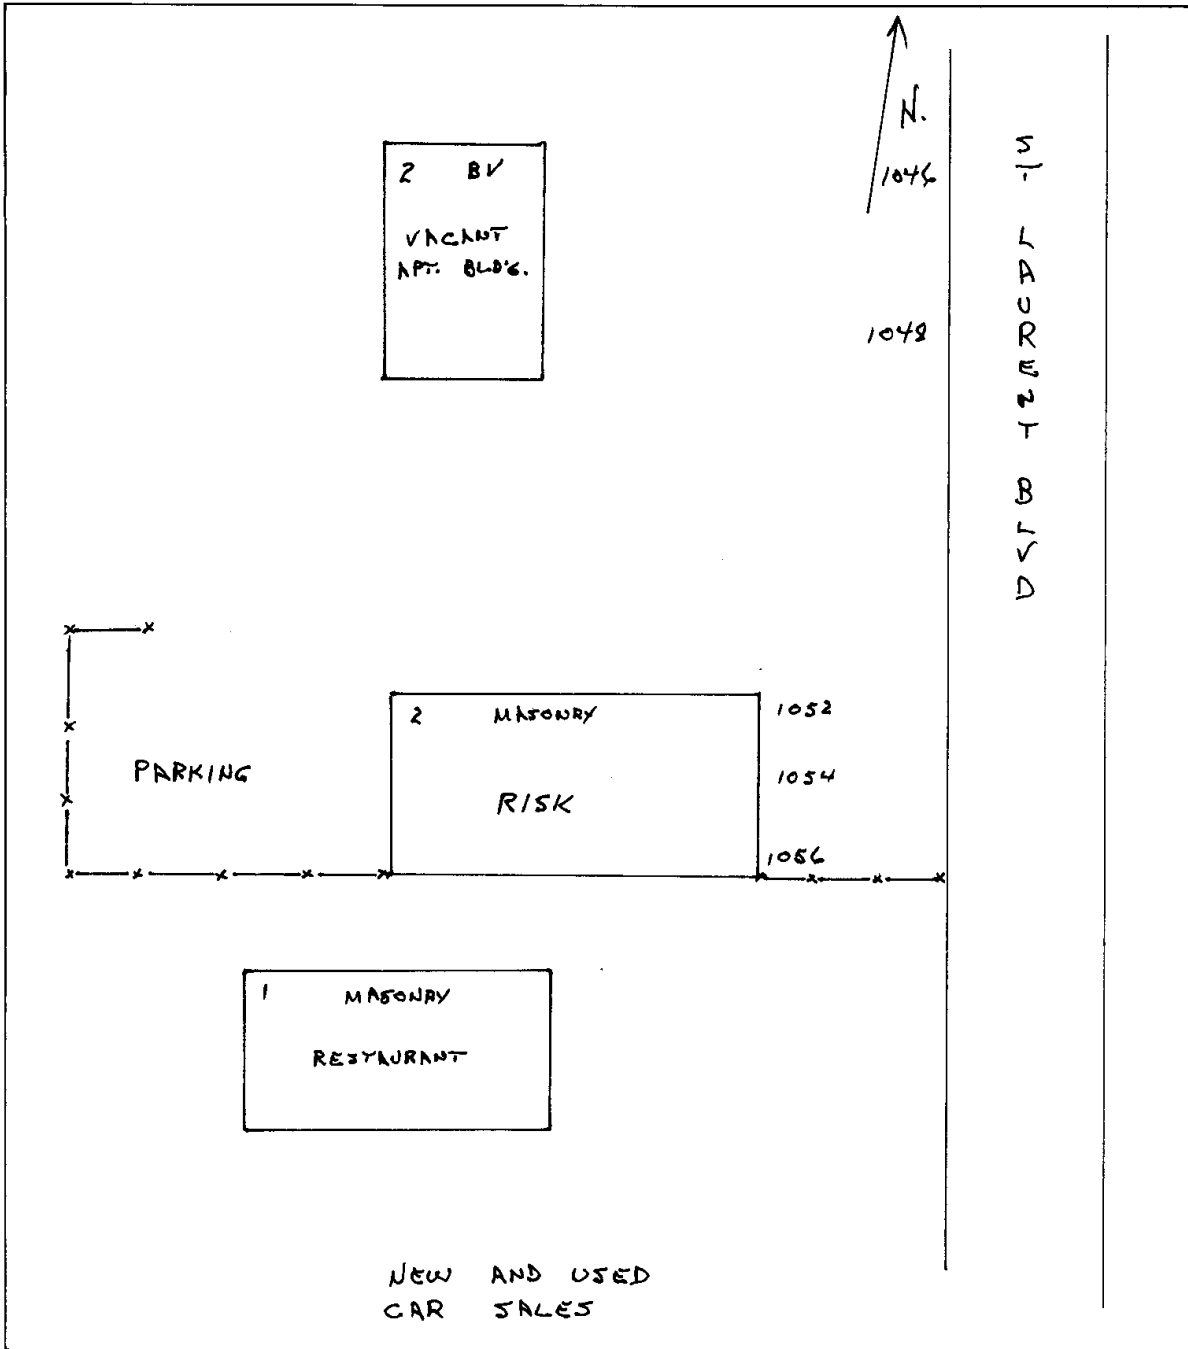 N.
1046
2 BV
VACANT
APT. BLD'G.
1048
ST. LAURENT BLVD
2 MASONRY
1052
PARKING
RISK
1054
1056
1 MASONRY
RESTAURANT
NEW AND USED
CAR SALES